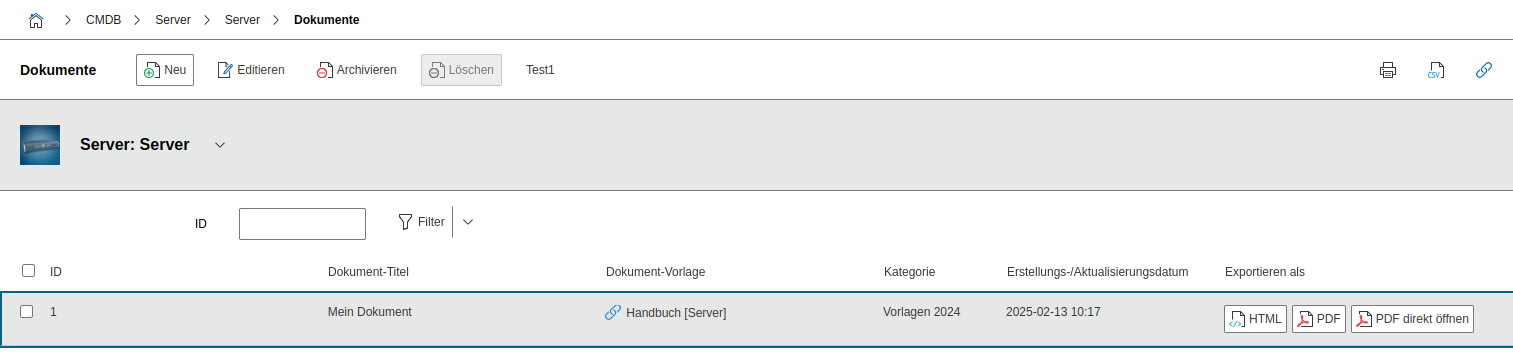 CMDB Server Server Dokumente
Dokumente Neu Editieren Archivieren Löschen Test1 CSV
Server: Server
ID Filter
ID Dokument-Titel Dokument-Vorlage Kategorie Erstellungs-/Aktualisierungsdatum Exportieren als
1 Mein Dokument Handbuch [Server] Vorlagen 2024 2025-02-13 10:17 HTML PDF PDF direkt öffnen